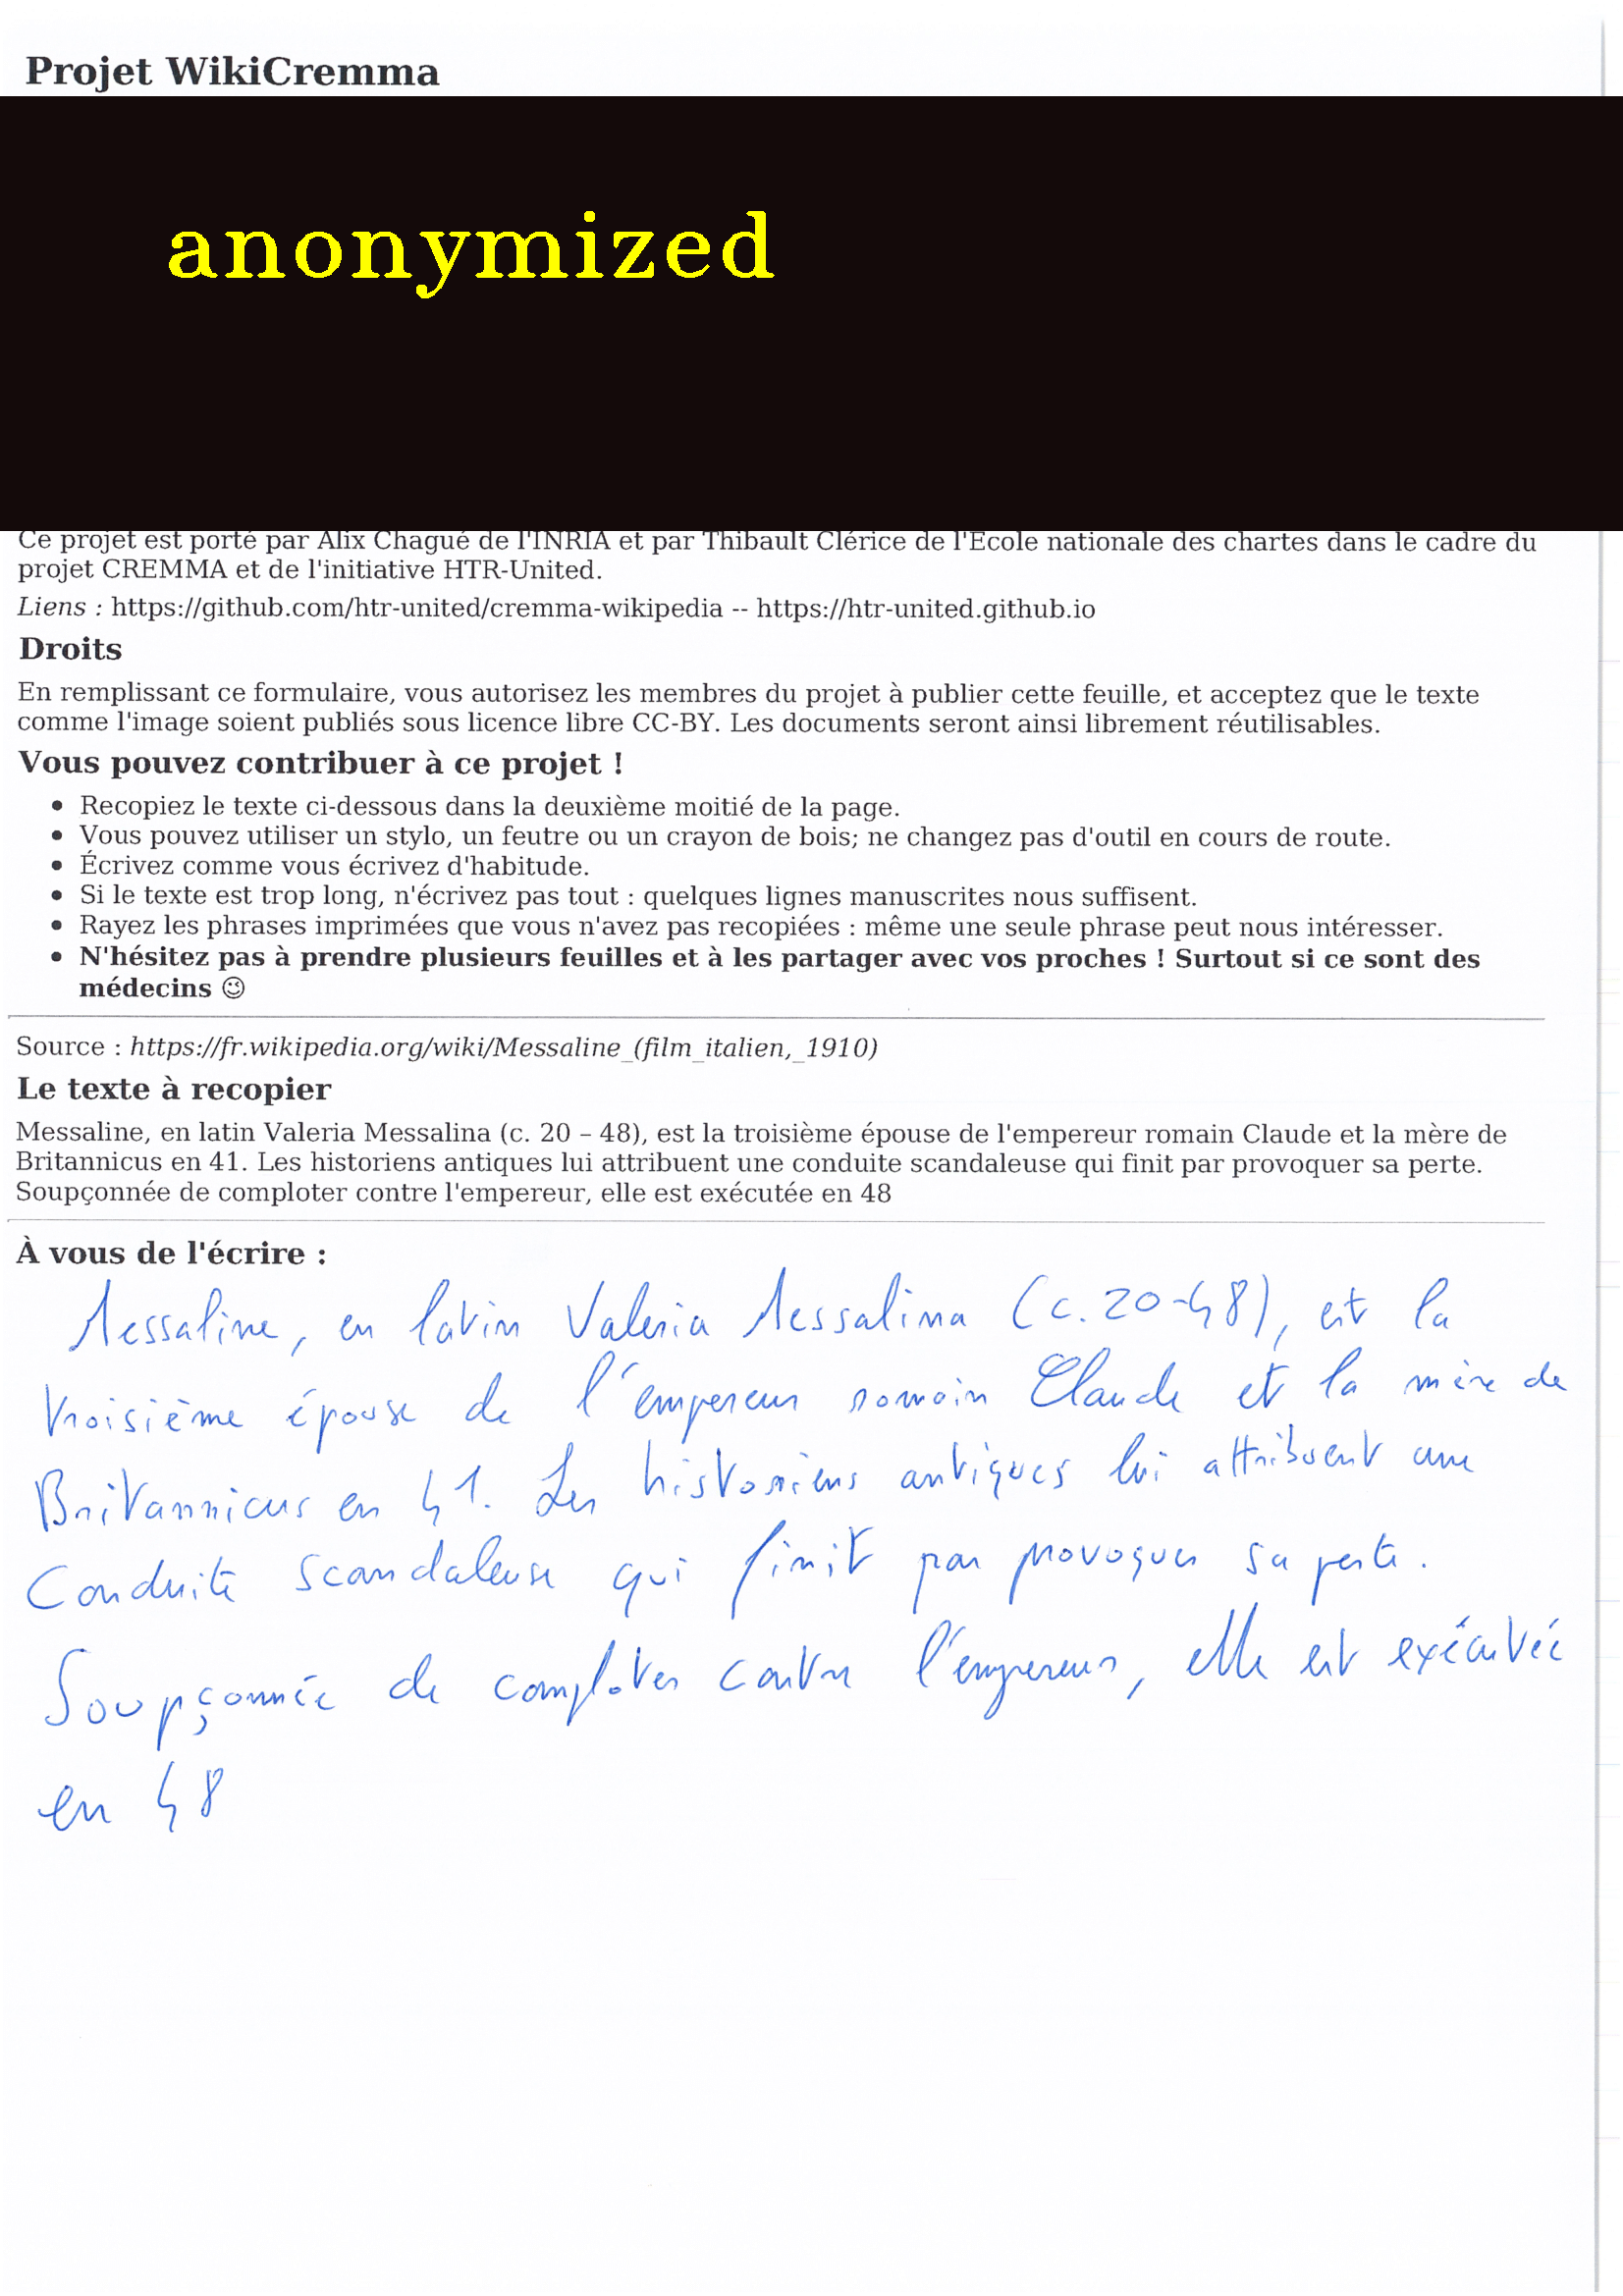 Projet WikiCremma
anonymized
Ce projet est porté par Alix Chagué de l'INRIA et par Thibault Clérice de l'École nationale des chartes dans le cadre du
projet CREMMA et de l'initiative HTR-United.
Liens : https://github.com/htr-united/cremma-wikipedia -- https://htr-united.github.io
Droits
En remplissant ce formulaire, vous autorisez les membres du projet à publier cette feuille, et acceptez que le texte
comme l'image soient publiés sous licence libre CC-BY. Les documents seront ainsi librement réutilisables.
Vous pouvez contribuer à ce projet !
• Recopiez le texte ci-dessous dans la deuxième moitié de la page.
• Vous pouvez utiliser un stylo, un feutre ou un crayon de bois; ne changez pas d'outil en cours de route.
• Écrivez comme vous écrivez d'habitude.
• Si le texte est trop long, n'écrivez pas tout : quelques lignes manuscrites nous suffisent.
• Rayez les phrases imprimées que vous n'avez pas recopiées : même une seule phrase peut nous intéresser.
• N'hésitez pas à prendre plusieurs feuilles et à les partager avec vos proches ! Surtout si ce sont des
médecins ☺
Source : https://fr.wikipedia.org/wiki/Messaline_(film_italien,_1910)
Le texte à recopier
Messaline, en latin Valeria Messalina (c. 20 – 48), est la troisième épouse de l'empereur romain Claude et la mère de
Britannicus en 41. Les historiens antiques lui attribuent une conduite scandaleuse qui finit par provoquer sa perte.
Soupçonnée de comploter contre l'empereur, elle est exécutée en 48
À vous de l'écrire :
Messaline, en latin Valeria Messalina (c. 20-48), est la
troisième épouse de l'empereur romain Claude et la mère de
Britannicus en 41. Les historiens antiques lui attribuent une
conduite scandaleuse qui finit par provoquer sa perte.
Soupçonnée de comploter contre l'empereur, elle est exécutée
en 48